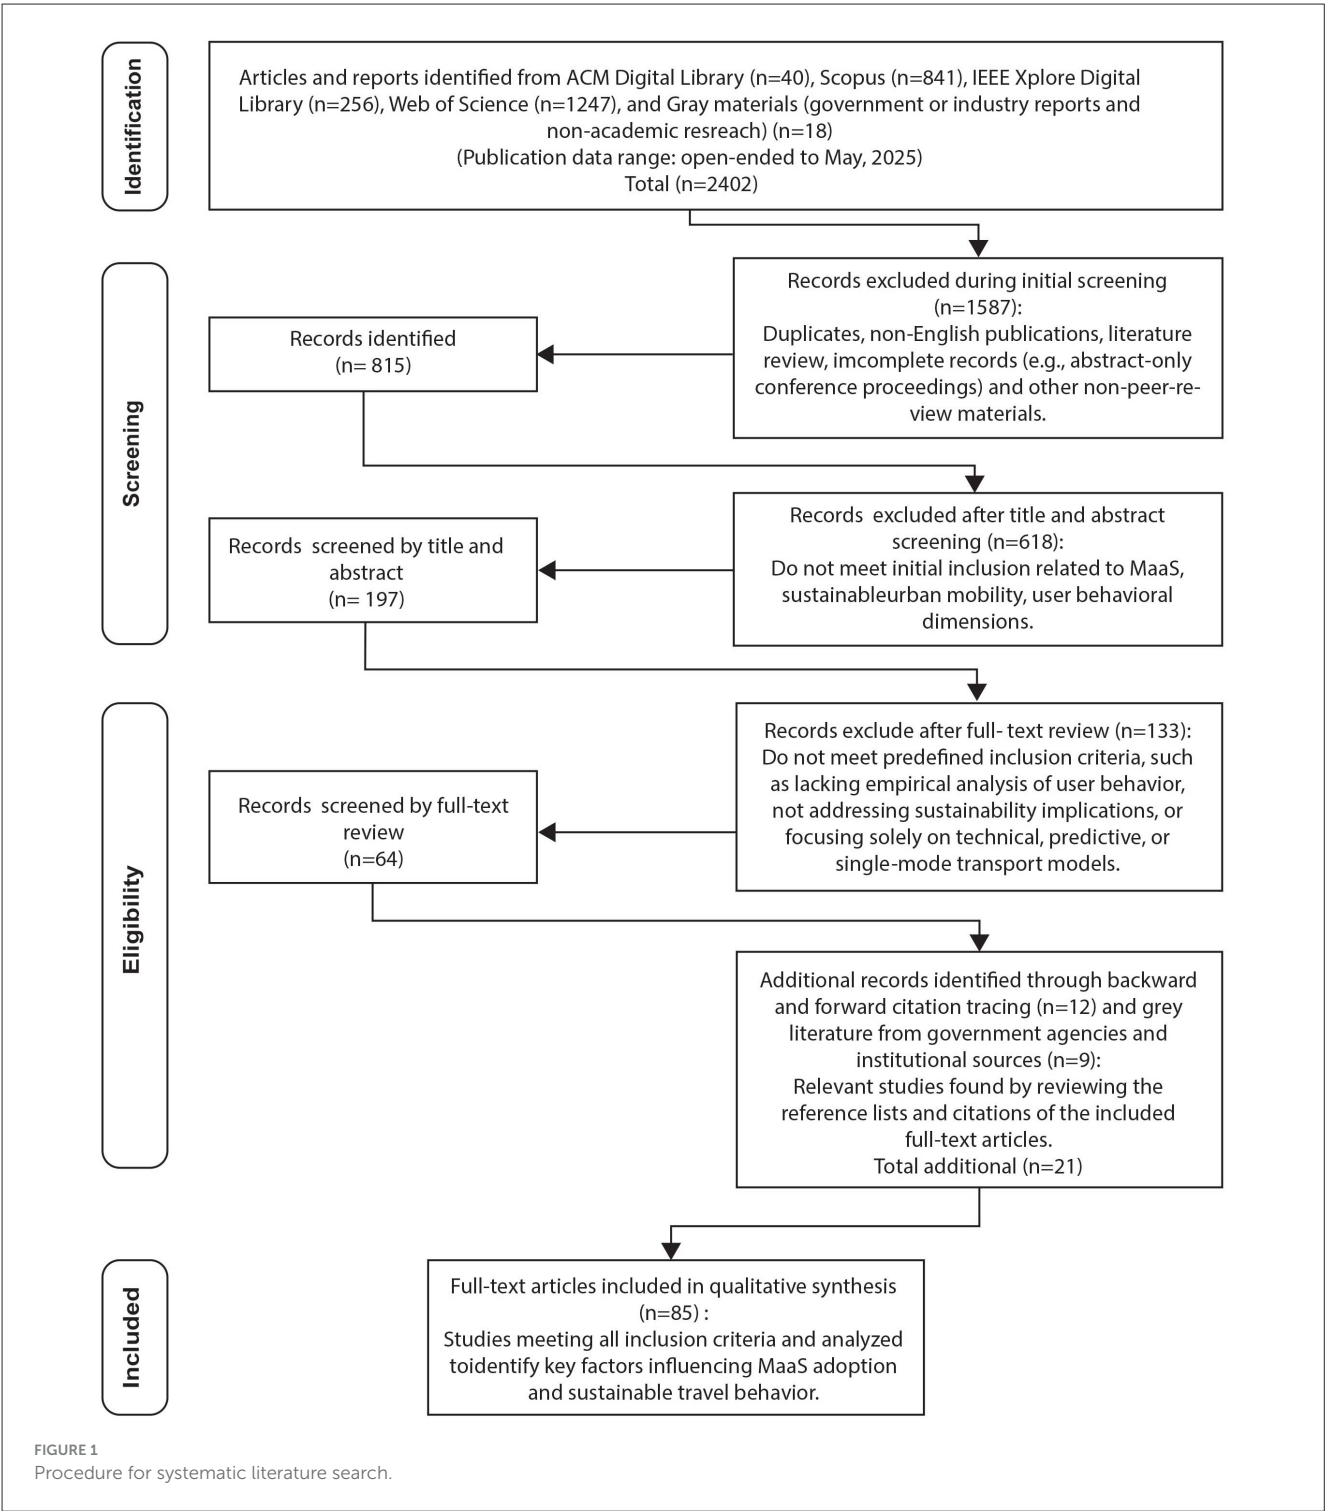 Identification
Articles and reports identified from ACM Digital Library (n=40), Scopus (n=841), IEEE Xplore Digital
Library (n=256), Web of Science (n=1247), and Gray materials (government or industry reports and
non-academic resreach) (n=18)
(Publication data range: open-ended to May, 2025)
Total (n=2402)
Screening
Records excluded during initial screening
(n=1587):
Duplicates, non-English publications, literature
review, imcomplete records (e.g., abstract-only
conference proceedings) and other non-peer-re-
view materials.
Records identified
(n= 815)
Records excluded after title and abstract
screening (n=618):
Do not meet initial inclusion related to MaaS,
sustainableurban mobility, user behavioral
dimensions.
Records screened by title and
abstract
(n= 197)
Eligibility
Records exclude after full- text review (n=133):
Do not meet predefined inclusion criteria, such
as lacking empirical analysis of user behavior,
not addressing sustainability implications, or
focusing solely on technical, predictive, or
single-mode transport models.
Records screened by full-text
review
(n=64)
Additional records identified through backward
and forward citation tracing (n=12) and grey
literature from government agencies and
institutional sources (n=9):
Relevant studies found by reviewing the
reference lists and citations of the included
full-text articles.
Total additional (n=21)
Included
Full-text articles included in qualitative synthesis
(n=85) :
Studies meeting all inclusion criteria and analyzed
toidentify key factors influencing MaaS adoption
and sustainable travel behavior.
FIGURE 1
Procedure for systematic literature search.